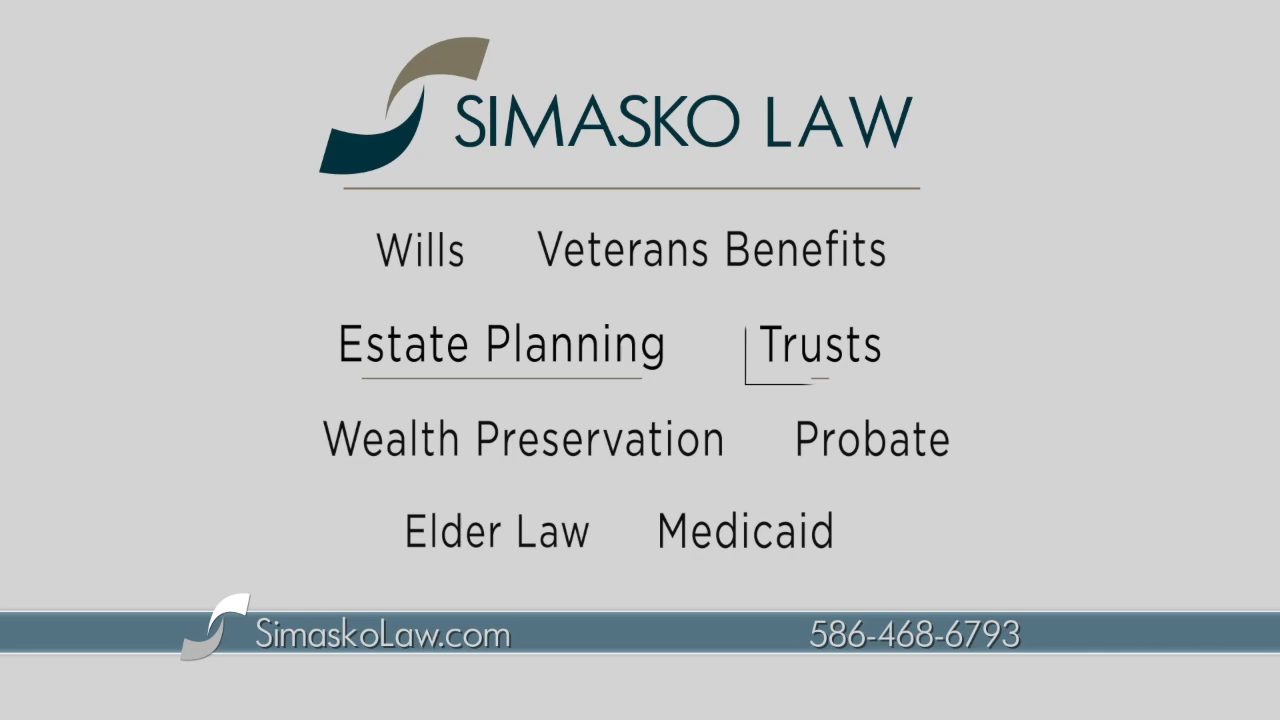 SIMASKO LAW
Wills Veterans Benefits
Estate Planning Trusts
Wealth Preservation Probate
Elder Law Medicaid
SimaskoLaw.com 586-468-6793